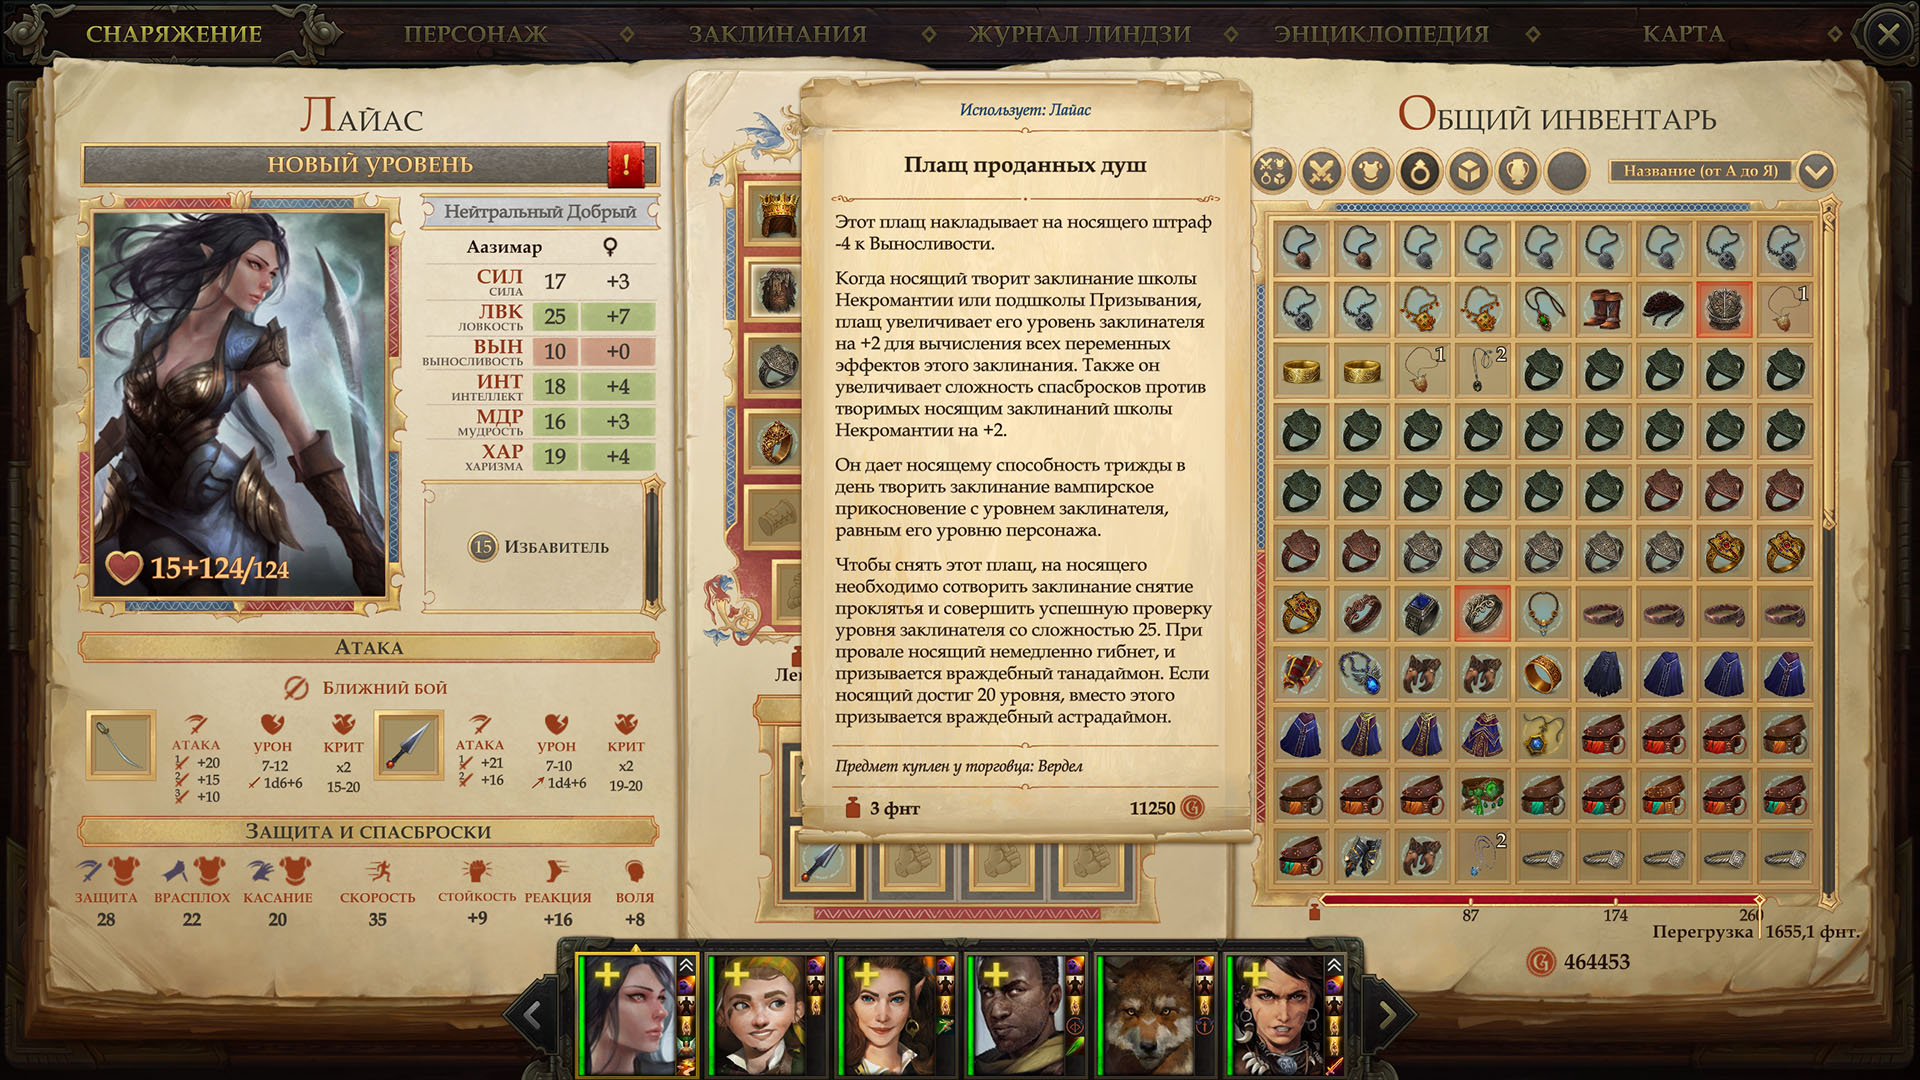 СНАРЯЖЕНИЕ
ПЕРСОНАЖ
ЗАКЛИНАНИЯ
ЖУРНАЛ ЛИНДЗИ
ЭНЦИКЛОПЕДИЯ
КАРТА
Лайас
НОВЫЙ УРОВЕНЬ
!
Нейтральный Добрый
Аазимар ♀
СИЛ 17 +3
СИЛА
ЛВК 25 +7
ЛОВКОСТЬ
ВЫН 10 +0
ВЫНОСЛИВОСТЬ
ИНТ 18 +4
ИНТЕЛЛЕКТ
МДР 16 +3
МУДРОСТЬ
ХАР 19 +4
ХАРИЗМА
15+124/124
15 ИЗБАВИТЕЛЬ
АТАКА
БЛИЖНИЙ БОЙ
АТАКА УРОН КРИТ
1 +20 7-12 x2
2 +15 1d6+6 15-20
3 +10
АТАКА УРОН КРИТ
1 +21 7-10 x2
2 +16 1d4+6 19-20
ЗАЩИТА И СПАСБРОСКИ
ЗАЩИТА ВРАСПЛОХ КАСАНИЕ СКОРОСТЬ СТОЙКОСТЬ РЕАКЦИЯ ВОЛЯ
28 22 20 35 +9 +16 +8
Использует: Лайас
Плащ проданных душ
Этот плащ накладывает на носящего штраф
-4 к Выносливости.
Когда носящий творит заклинание школы
Некромантии или подшколы Призывания,
плащ увеличивает его уровень заклинателя
на +2 для вычисления всех переменных
эффектов этого заклинания. Также он
увеличивает сложность спасбросков против
творимых носящим заклинаний школы
Некромантии на +2.
Он дает носящему способность трижды в
день творить заклинание вампирское
прикосновение с уровнем заклинателя,
равным его уровню персонажа.
Чтобы снять этот плащ, на носящего
необходимо сотворить заклинание снятие
проклятья и совершить успешную проверку
уровня заклинателя со сложностью 25. При
провале носящий немедленно гибнет, и
призывается враждебный танадаймон. Если
носящий достиг 20 уровня, вместо этого
призывается враждебный астрадаймон.
Предмет куплен у торговца: Вердел
3 фнт 11250
Общий инвентарь
Название (от А до Я)
1
1
2
2
87 174 260
Перегрузка 1655,1 фнт.
464453